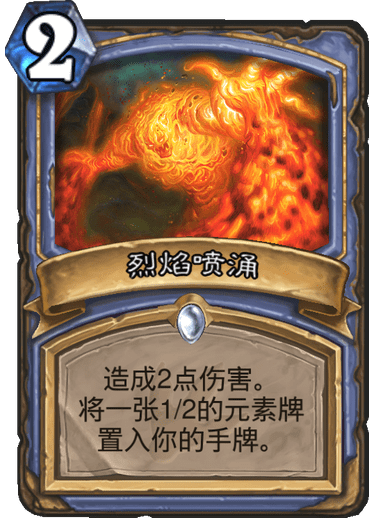 2
烈焰喷涌
造成2点伤害。
将一张1/2的元素牌
置入你的手牌。